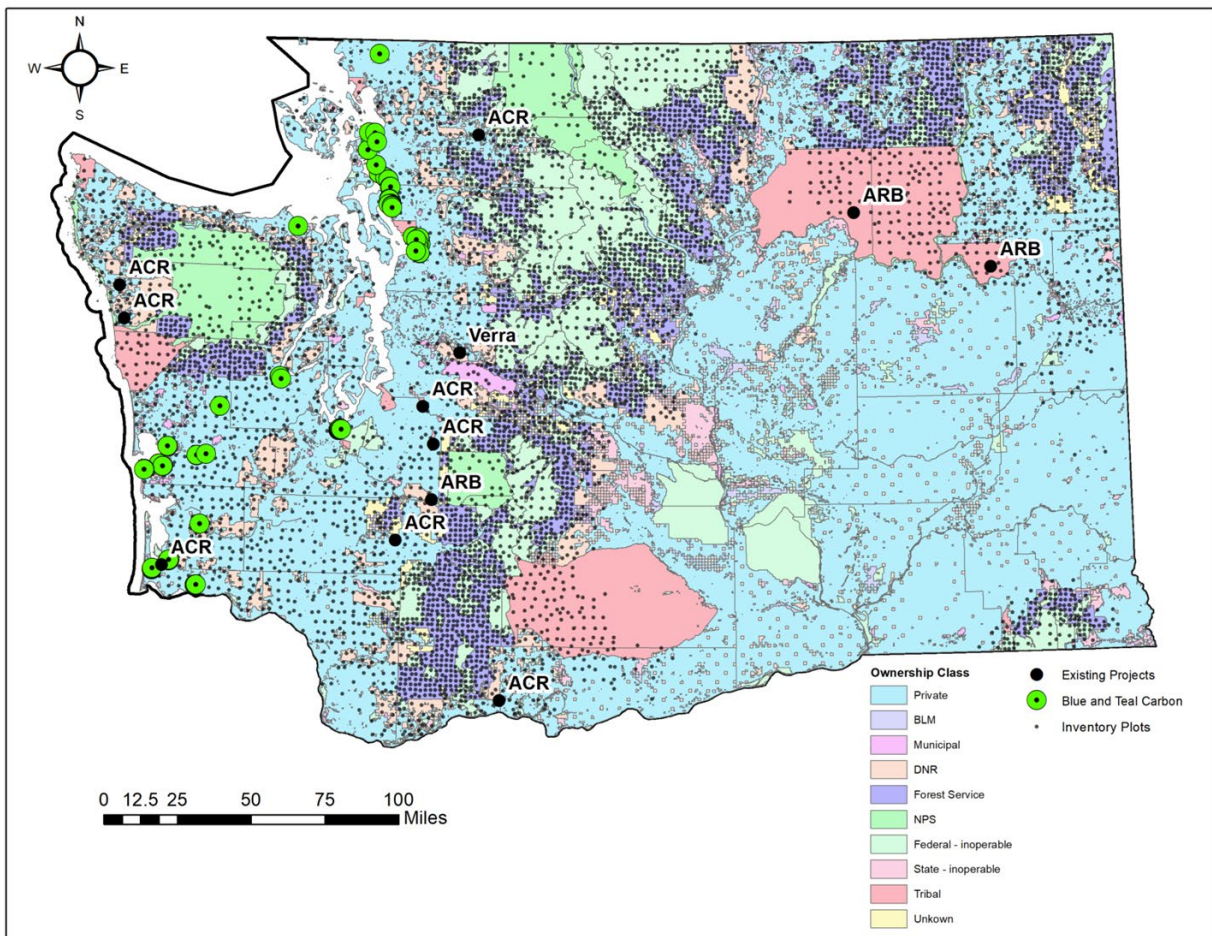 N
W E
S
ACR
ARB
ARB
ACR
ACR
Verra
ACR
ACR
ARB
ACR
ACR
ACR
Ownership Class
Private
BLM
Municipal
DNR
Forest Service
NPS
Federal - inoperable
State - inoperable
Tribal
Unkown
Existing Projects
Blue and Teal Carbon
Inventory Plots
0 12.5 25 50 75 100
Miles